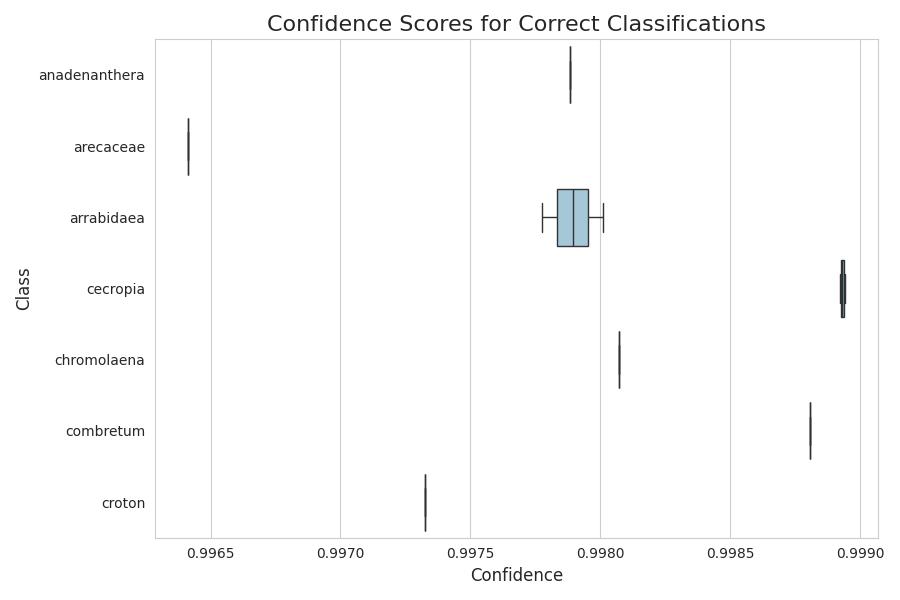 Confidence Scores for Correct Classifications
anadenanthera
arecaceae
arrabidaea
cecropia
chromolaena
combretum
croton
Class
0.9965 0.9970 0.9975 0.9980 0.9985 0.9990
Confidence